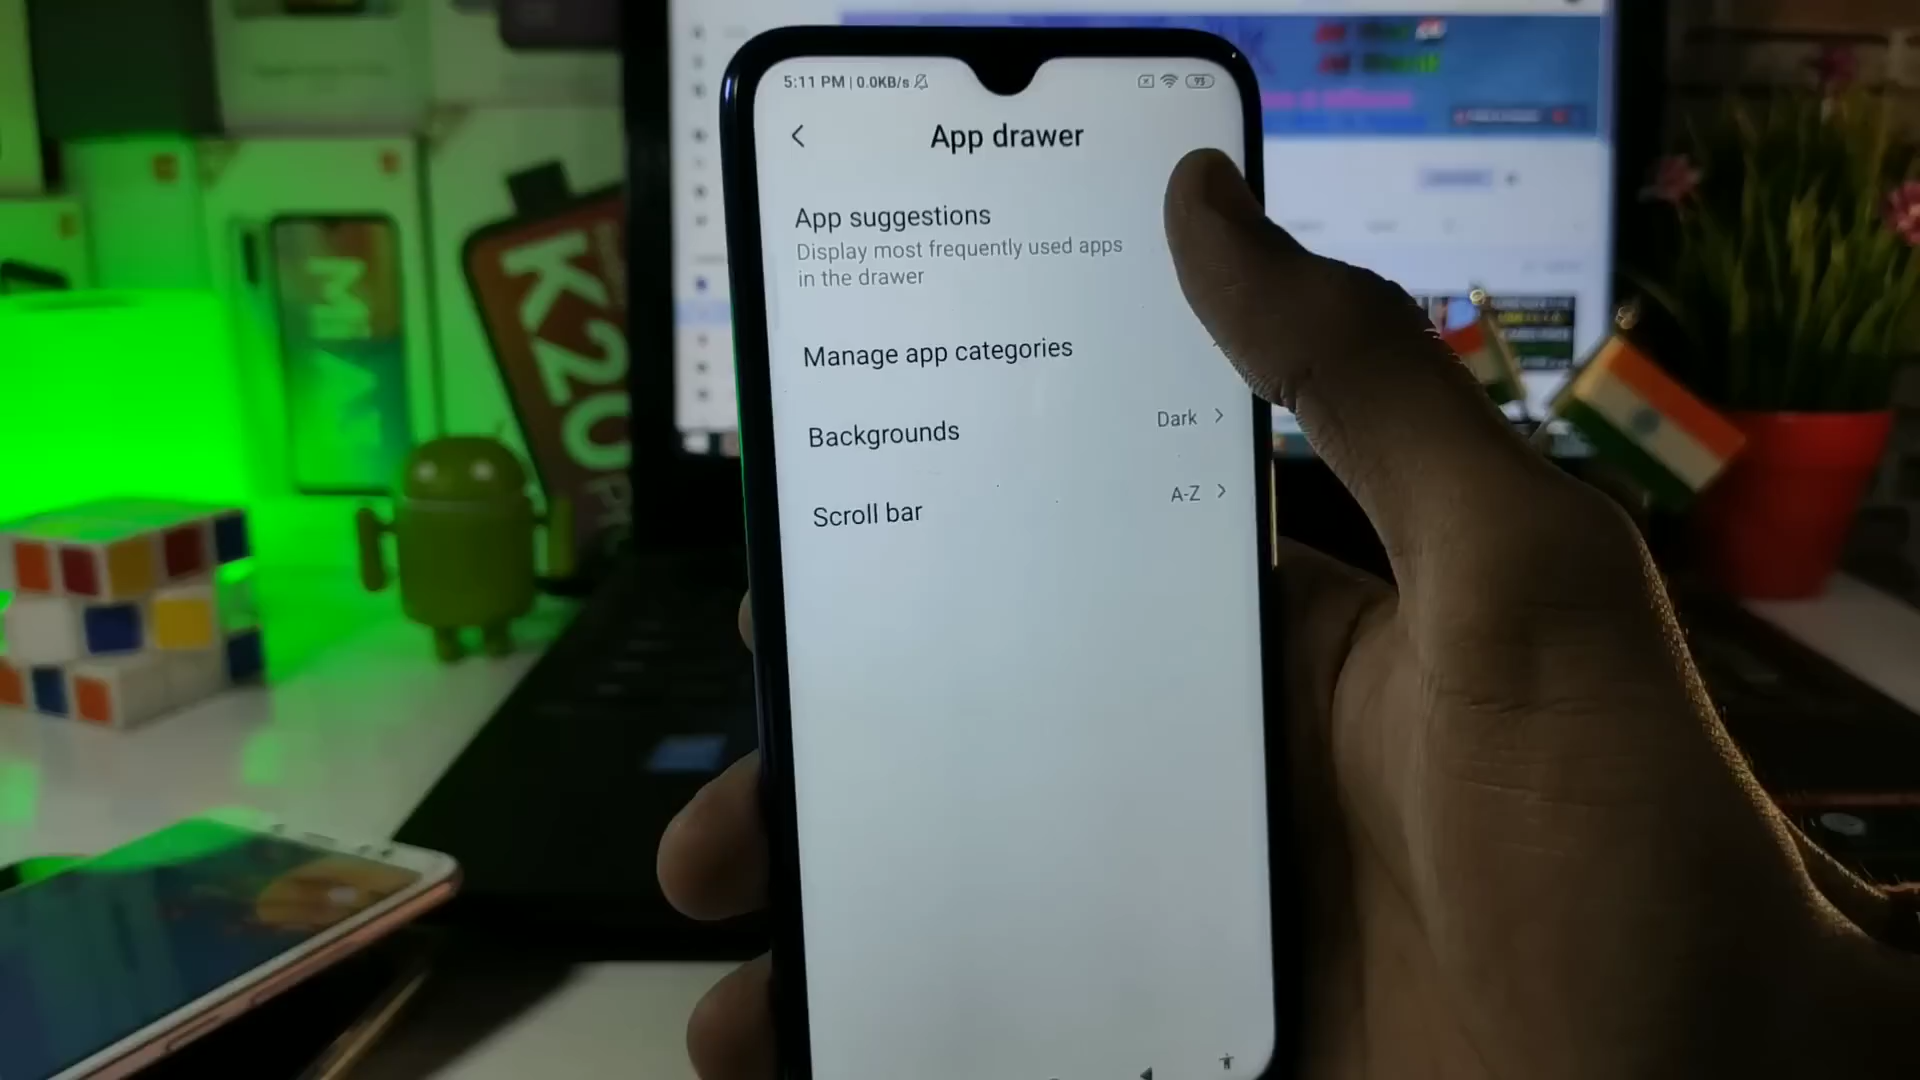 5:11 PM | 0.0KB/s
93
App drawer
App suggestions
Display most frequently used apps
in the drawer
Manage app categories
Backgrounds
Dark
Scroll bar
A-Z
K20